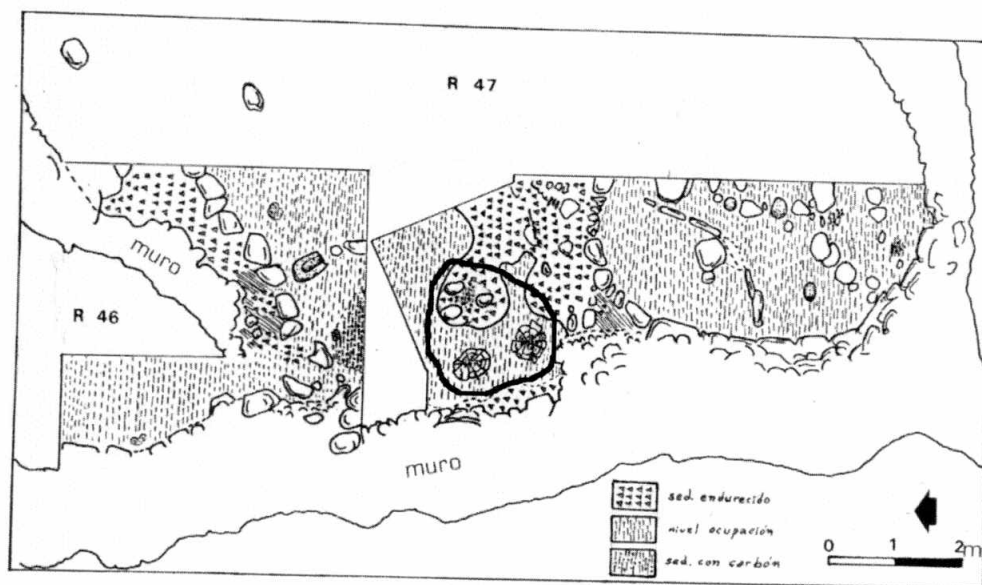 R 47
muro
R 46
muro
sed. endurecido
nivel ocupación
sed. con carbón
0 1 2m